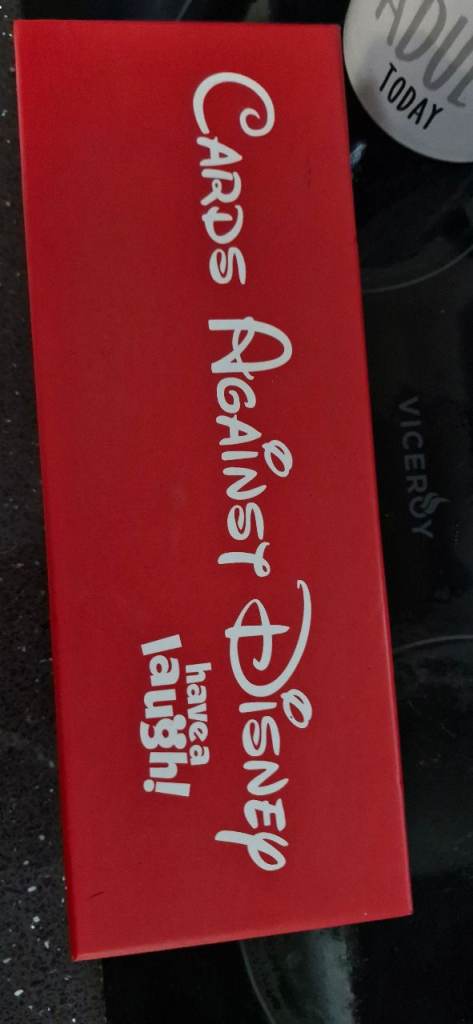 Cards Against Disney
have a
laugh!
TODAY
VICEROY